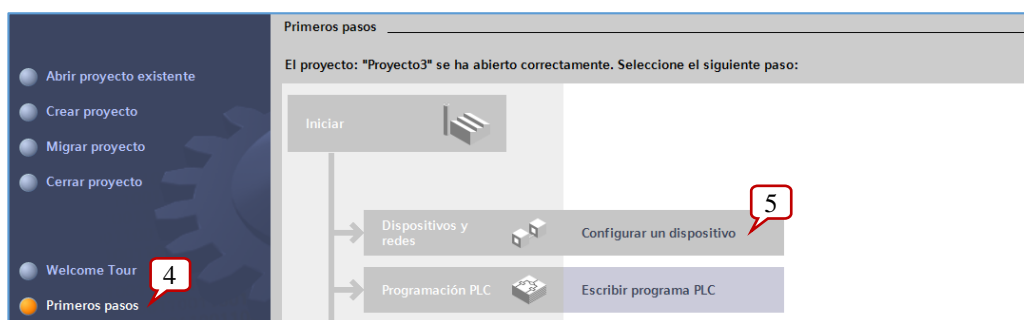 Primeros pasos
El proyecto: "Proyecto3" se ha abierto correctamente. Seleccione el siguiente paso:
Abrir proyecto existente
Crear proyecto
Migrar proyecto
Cerrar proyecto
Welcome Tour
4
Primeros pasos
Iniciar
Dispositivos y
redes
Configurar un dispositivo
5
Programación PLC
Escribir programa PLC